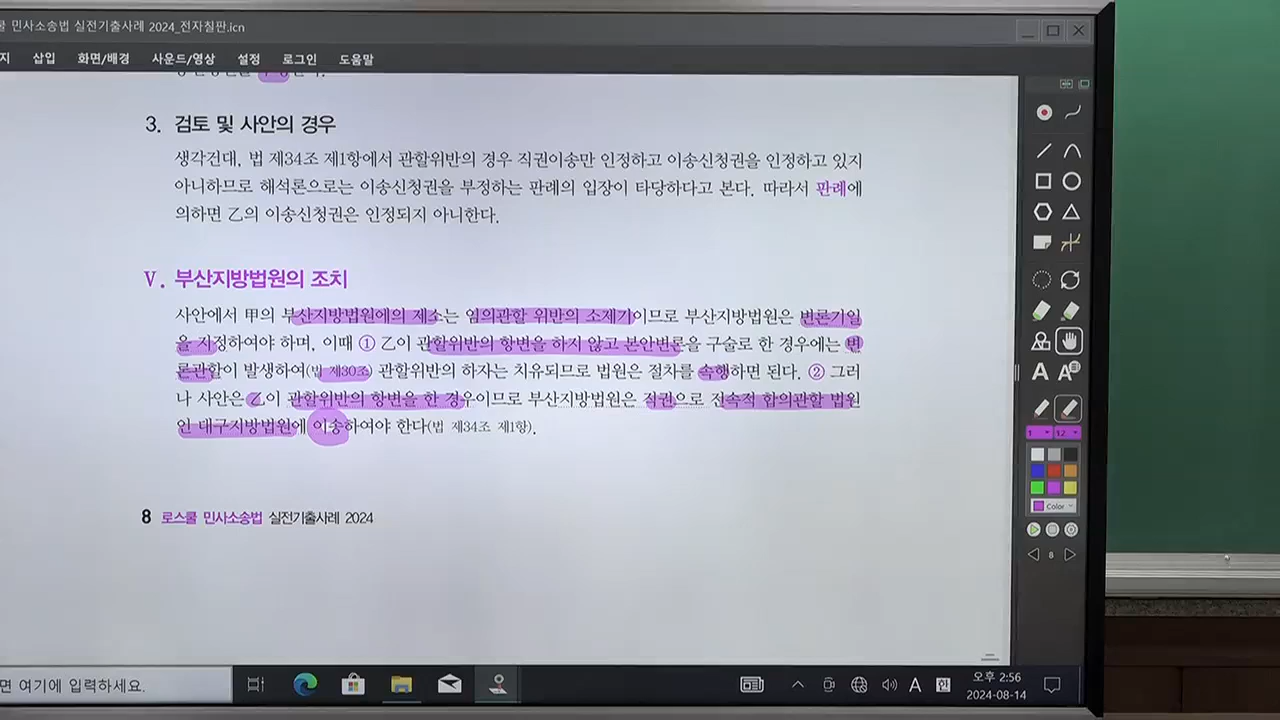 쿨 민사소송법 실전기출사례 2024_전자칠판.icn
지 삽입 화면/배경 사운드/영상 설정 로그인 도움말
3. 검토 및 사안의 경우
생각건대, 법 제34조 제1항에서 관할위반의 경우 직권이송만 인정하고 이송신청권을 인정하고 있지
아니하므로 해석론으로는 이송신청권을 부정하는 판례의 입장이 타당하다고 본다. 따라서 판례에
의하면 乙의 이송신청권은 인정되지 아니한다.
Ⅴ. 부산지방법원의 조치
사안에서 甲의 부산지방법원에의 제소는 임의관할 위반의 소제기이므로 부산지방법원은 변론기일
을 지정하여야 하며, 이때 ① 乙이 관할위반의 항변을 하지 않고 본안변론을 구술로 한 경우에는 변
론관할이 발생하여(법 제30조) 관할위반의 하자는 치유되므로 법원은 절차를 속행하면 된다. ② 그러
나 사안은 乙이 관할위반의 항변을 한 경우이므로 부산지방법원은 직권으로 전속적 합의관할 법원
인 대구지방법원에 이송하여야 한다(법 제34조 제1항).
8 로스쿨 민사소송법 실전기출사례 2024
A A
1 12
Color
8
면 여기에 입력하세요.
A 한
오후 2:56
2024-08-14